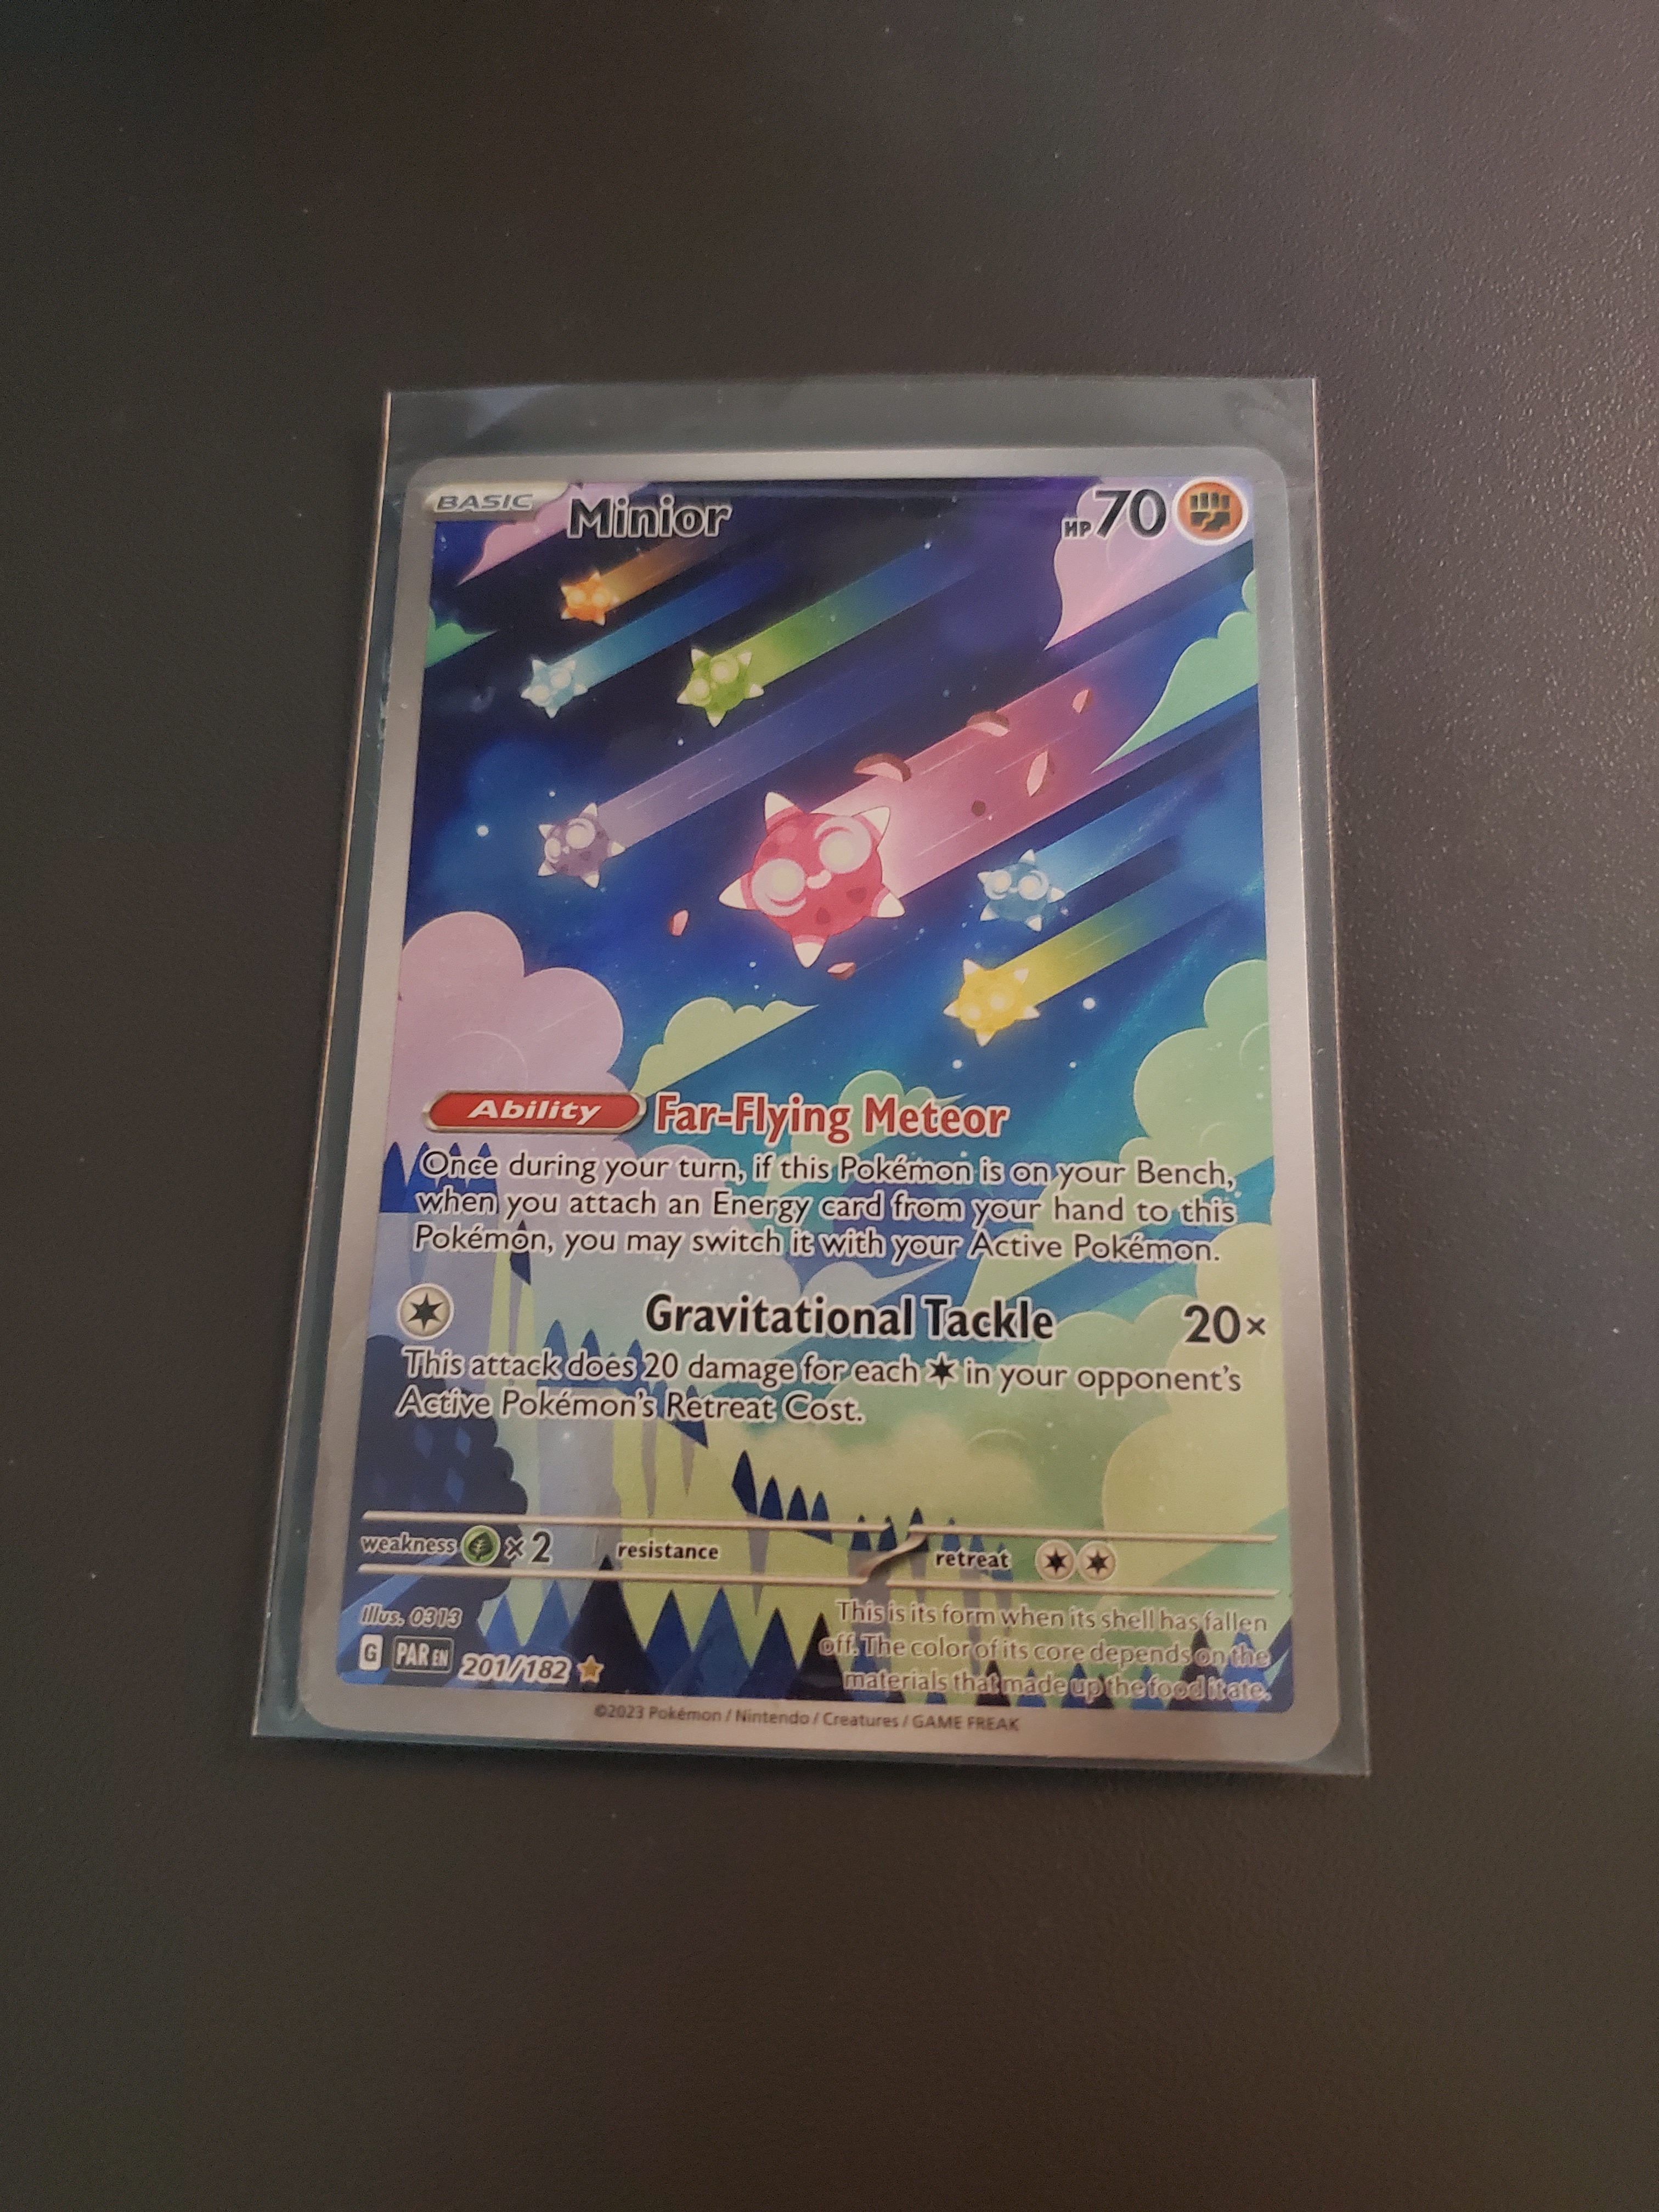 BASIC Minior HP 70
Ability Far-Flying Meteor
Once during your turn, if this Pokémon is on your Bench,
when you attach an Energy card from your hand to this
Pokémon, you may switch it with your Active Pokémon.
Gravitational Tackle 20×
This attack does 20 damage for each in your opponent's
Active Pokémon's Retreat Cost.
weakness ×2 resistance retreat
Illus. 0313
G PAR EN 201/182
This is its form when its shell has fallen
off. The color of its core depends on the
materials that made up the food it ate.
©2023 Pokémon / Nintendo / Creatures / GAME FREAK